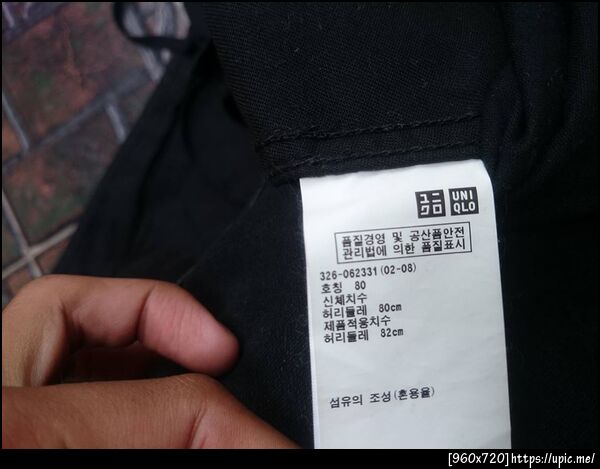 ユニ UNI
クロ QLO
품질경영 및 공산품안전
관리법에 의한 품질표시
326-062331(02-08)
호칭 80
신체치수
허리둘레 80cm
제품적용치수
허리둘레 82cm
섬유의 조성(혼용율)
[960x720]https://upic.me/